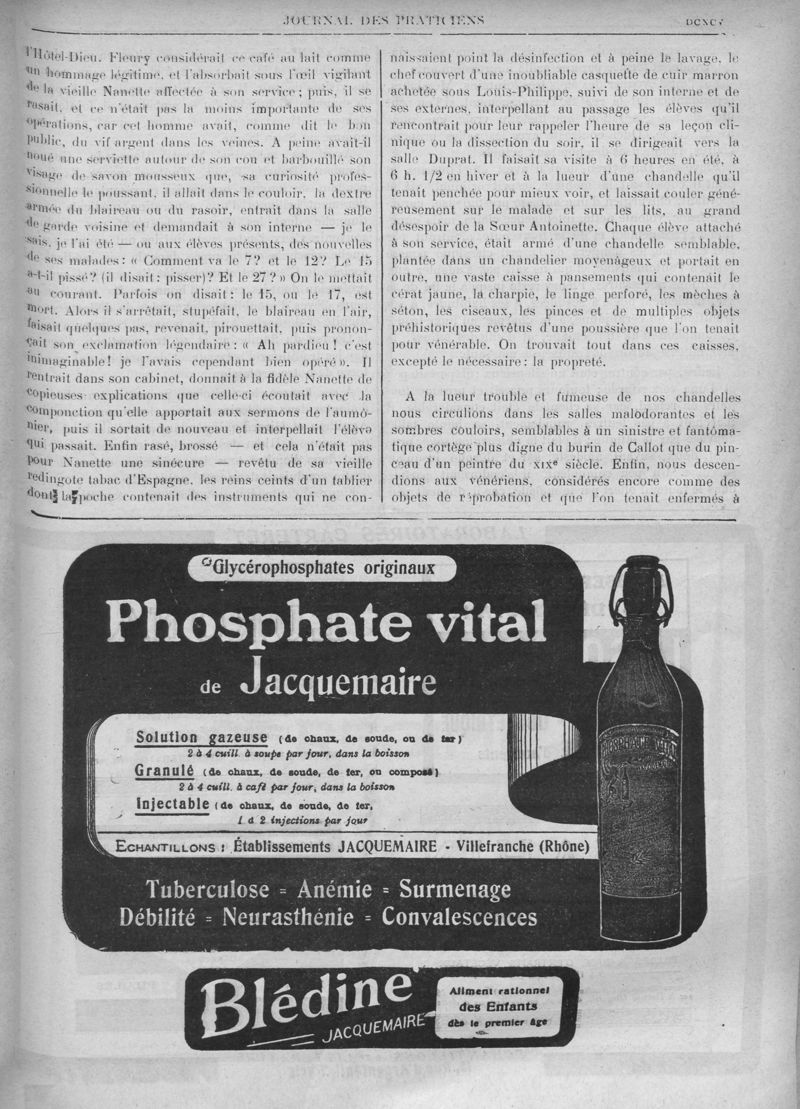 JOURNAL DES PRATICIENS
l'Hôtel-Dieu. Fleury considérait ce café au lait comme
un hommage légitime, et l'absorbait sous l'œil vigilant
de la vieille Nanette affectée à son service; puis, il se
rasait, et ce n'était pas la moins importante de ses
opérations, car cet homme avait, comme dit le bon
public, du vif argent dans les veines. A peine avait-il
noué une serviette autour de son cou et barbouillé son
visage de savon mousseux que, sa curiosité profes-
sionnelle le poussant, il allait dans le couloir, la dextre
armée du blaireau ou du rasoir, entrait dans la salle
de garde voisine et demandait à son interne — je le
sais, je l'ai été — ou aux élèves présents, des nouvelles
de ses malades: « Comment va le 7? et le 12? Le 15
a-t-il pissé? (il disait: pisser)? Et le 27? » On le mettait
au courant. Parfois on disait: le 15, ou le 17, est
mort. Alors il s'arrêtait, stupéfait, le blaireau en l'air,
faisait quelques pas, revenait, pirouettait, puis pronon-
çait son exclamation légendaire: « Ah pardieu! c'est
inimaginable! je l'avais cependant bien opéré ». Il
rentrait dans son cabinet, donnait à la fidèle Nanette de
copieuses explications que celle-ci écoutait avec la
componction qu'elle apportait aux sermons de l'aumô-
nier, puis il sortait de nouveau et interpellait l'élève
qui passait. Enfin rasé, brossé — et cela n'était pas
pour Nanette une sinécure — revêtu de sa vieille
redingote tabac d'Espagne, les reins ceints d'un tablier
dont la poche contenait des instruments qui ne con-
naissaient point la désinfection et à peine le lavage, le
chef couvert d'une inoubliable casquette de cuir marron
achetée sous Louis-Philippe, suivi de son interne et de
ses externes, interpellant au passage les élèves qu'il
rencontrait pour leur rappeler l'heure de sa leçon cli-
nique ou la dissection du soir, il se dirigeait vers la
salle Duprat. Il faisait sa visite à 6 heures en été, à
6 h. 1/2 en hiver et à la lueur d'une chandelle qu'il
tenait penchée pour mieux voir, et laissait couler géné-
reusement sur le malade et sur les lits, au grand
désespoir de la Sœur Antoinette. Chaque élève attaché
à son service, était armé d'une chandelle semblable,
plantée dans un chandelier moyenâgeux et portait en
outre, une vaste caisse à pansements qui contenait le
cérat jaune, la charpie, le linge perforé, les mèches à
séton, les ciseaux, les pinces et de multiples objets
préhistoriques revêtus d'une poussière que l'on tenait
pour vénérable. On trouvait tout dans ces caisses,
excepté le nécessaire: la propreté.
A la lueur trouble et fumeuse de nos chandelles
nous circulions dans les salles malodorantes et les
sombres couloirs, semblables à un sinistre et fantôma-
tique cortège plus digne du burin de Callot que du pin-
ceau d'un peintre du XIXe siècle. Enfin, nous descen-
dions aux vénériens, considérés encore comme des
objets de réprobation et que l'on tenait enfermés à
Glycérophosphates originaux
Phosphate vital
de Jacquemaire
Solution gazeuse (de chaux, de soude, ou de fer)
2 à 4 cuill. à soupe par jour, dans la boisson
Granulé (de chaux, de soude, de fer, ou composé)
2 à 4 cuill. à café par jour, dans la boisson
Injectable (de chaux, de soude, de fer,
1 à 2 injections par jour
ECHANTILLONS: Établissements JACQUEMAIRE - Villefranche (Rhône)
Tuberculose = Anémie = Surmenage
Débilité = Neurasthénie = Convalescences
Blédine
JACQUEMAIRE
Aliment rationnel
des Enfants
dès le premier âge